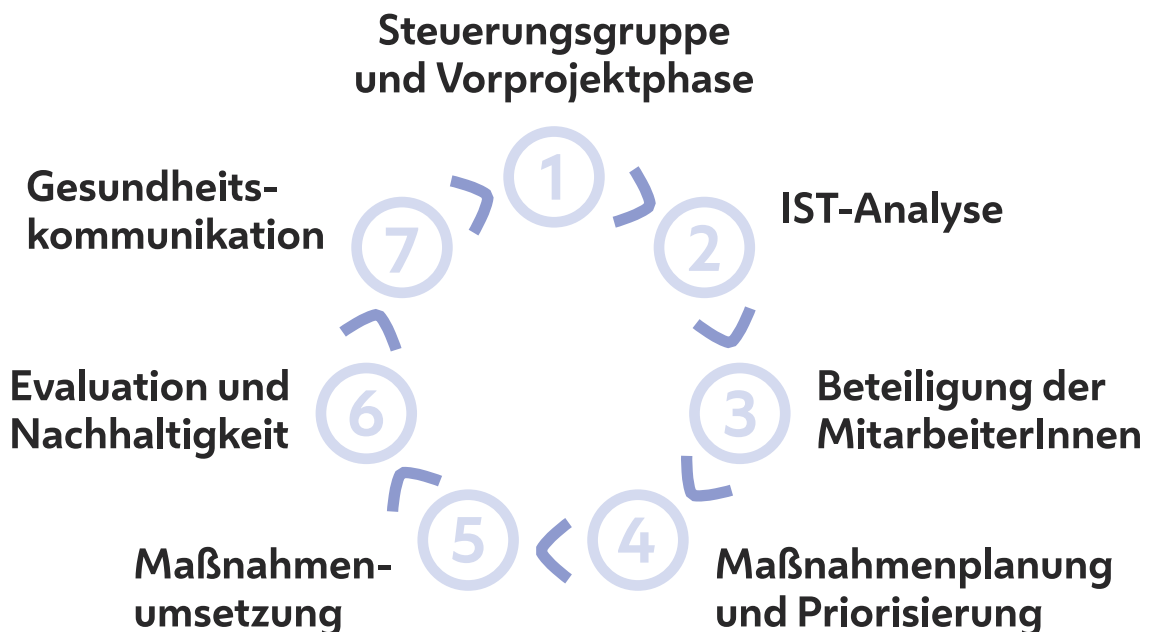 Steuerungsgruppe
und Vorprojektphase
1
IST-Analyse
2
Beteiligung der
MitarbeiterInnen
3
Maßnahmenplanung
und Priorisierung
4
Maßnahmen-
umsetzung
5
Evaluation und
Nachhaltigkeit
6
Gesundheits-
kommunikation
7